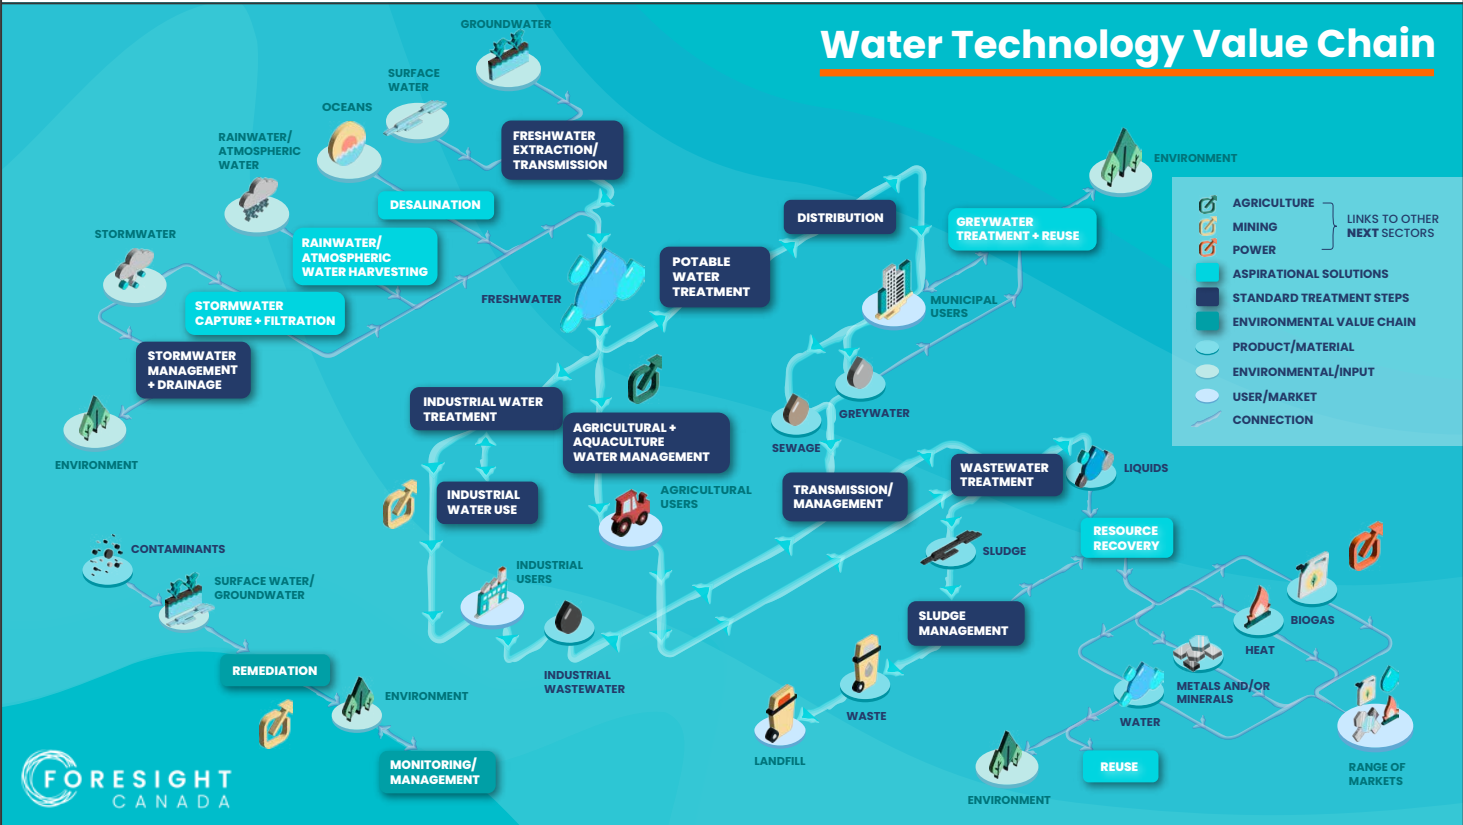 Water Technology Value Chain
GROUNDWATER
SURFACE
WATER
OCEANS
RAINWATER/
ATMOSPHERIC
WATER
STORMWATER
FRESHWATER
EXTRACTION/
TRANSMISSION
DESALINATION
RAINWATER/
ATMOSPHERIC
WATER HARVESTING
STORMWATER
CAPTURE + FILTRATION
STORMWATER
MANAGEMENT
+ DRAINAGE
ENVIRONMENT
FRESHWATER
POTABLE
WATER
TREATMENT
DISTRIBUTION
GREYWATER
TREATMENT + REUSE
ENVIRONMENT
AGRICULTURE
MINING
POWER
LINKS TO OTHER
NEXT SECTORS
ASPIRATIONAL SOLUTIONS
STANDARD TREATMENT STEPS
ENVIRONMENTAL VALUE CHAIN
PRODUCT/MATERIAL
ENVIRONMENTAL/INPUT
USER/MARKET
CONNECTION
MUNICIPAL
USERS
GREYWATER
SEWAGE
INDUSTRIAL WATER
TREATMENT
AGRICULTURAL +
AQUACULTURE
WATER MANAGEMENT
INDUSTRIAL
WATER USE
AGRICULTURAL
USERS
TRANSMISSION/
MANAGEMENT
WASTEWATER
TREATMENT
LIQUIDS
RESOURCE
RECOVERY
SLUDGE
SLUDGE
MANAGEMENT
INDUSTRIAL
USERS
INDUSTRIAL
WASTEWATER
WASTE
LANDFILL
BIOGAS
HEAT
METALS AND/OR
MINERALS
WATER
RANGE OF
MARKETS
REUSE
ENVIRONMENT
CONTAMINANTS
SURFACE WATER/
GROUNDWATER
REMEDIATION
ENVIRONMENT
MONITORING/
MANAGEMENT
FORESIGHT
CANADA